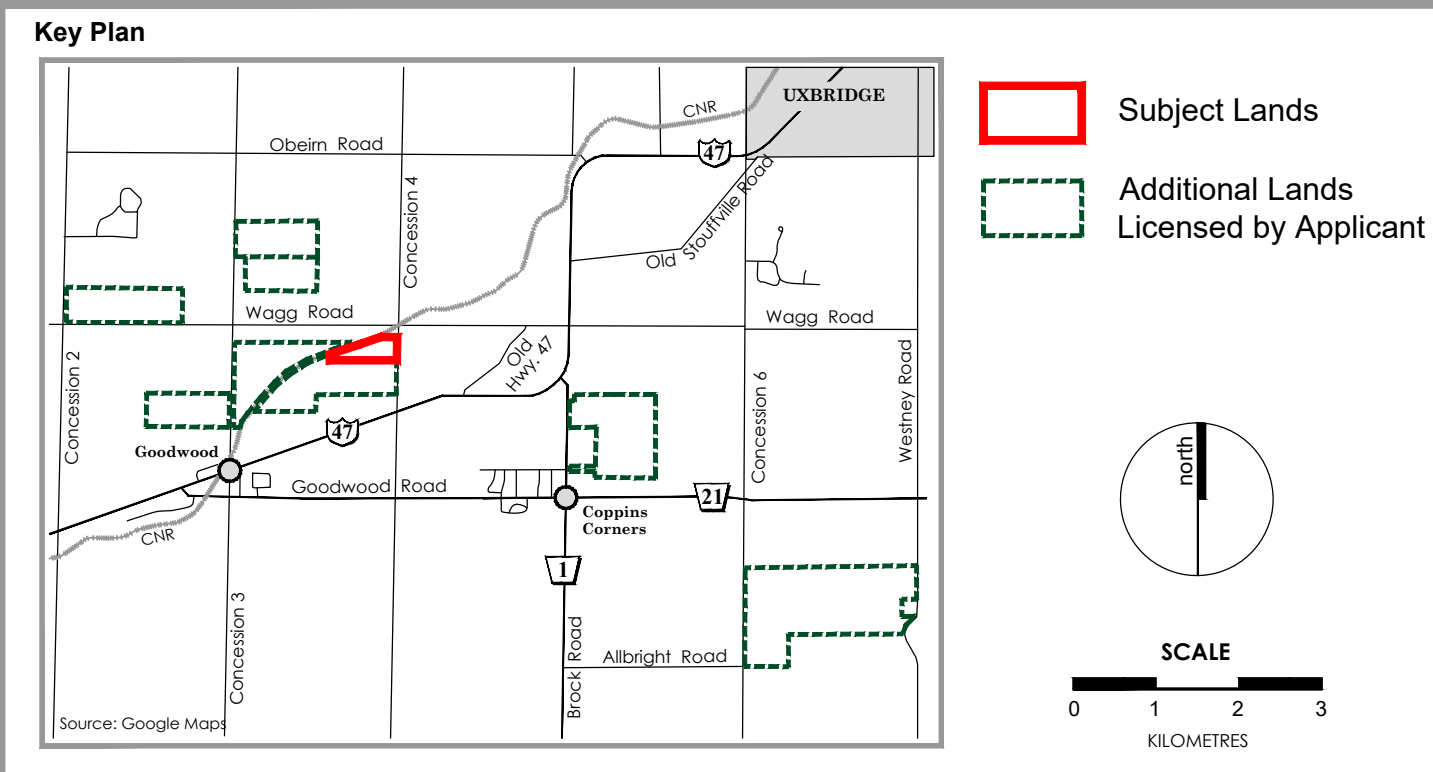 Key Plan
UXBRIDGE
CNR
47
Obeirn Road
Concession 4
Old Stouffville Road
Wagg Road
Wagg Road
Old
Hwy. 47
Concession 2
Westney Road
Concession 6
47
Goodwood
Goodwood Road
21
Coppins
Corners
CNR
1
Concession 3
Brock Road
Allbright Road
Source: Google Maps
Subject Lands
Additional Lands
Licensed by Applicant
north
SCALE
0 1 2 3
KILOMETRES